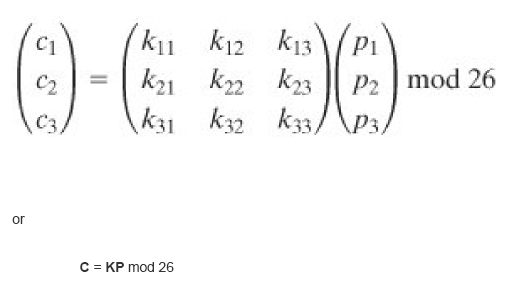 c1 k11 k12 k13 p1
c2 = k21 k22 k23 p2 mod 26
c3 k31 k32 k33 p3
or
C = KP mod 26